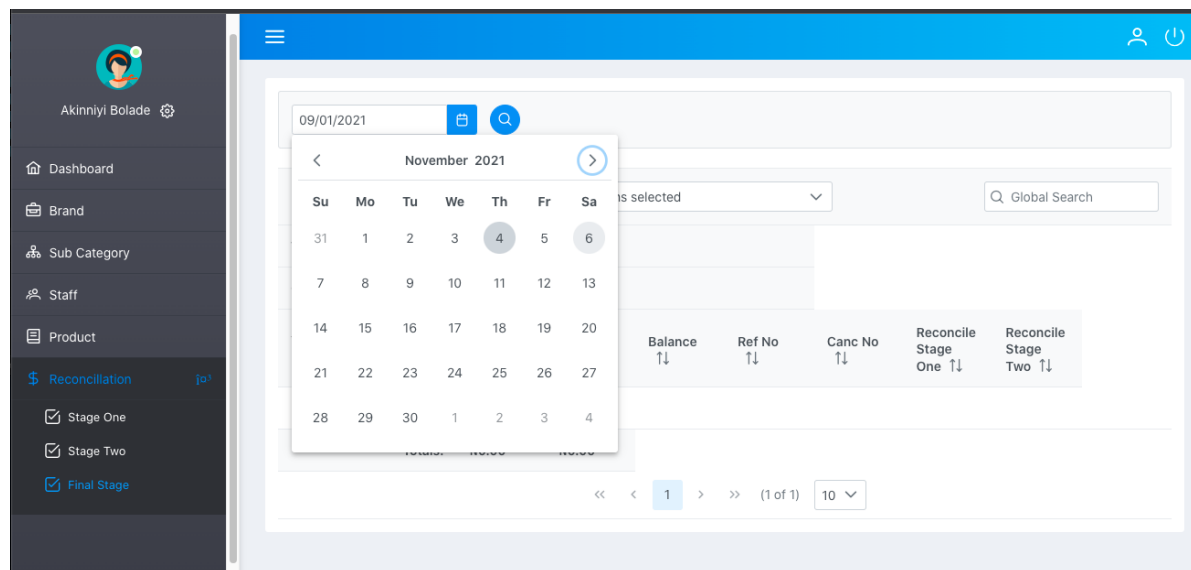 Akinniyi Bolade
Dashboard
Brand
Sub Category
Staff
Product
Reconcillation
Stage One
Stage Two
Final Stage
09/01/2021
November 2021
Su Mo Tu We Th Fr Sa
31 1 2 3 4 5 6
7 8 9 10 11 12 13
14 15 16 17 18 19 20
21 22 23 24 25 26 27
28 29 30 1 2 3 4
selected
Global Search
Balance
Ref No
Canc No
Reconcile
Stage
One
Reconcile
Stage
Two
Totals:
1
(1 of 1)
10